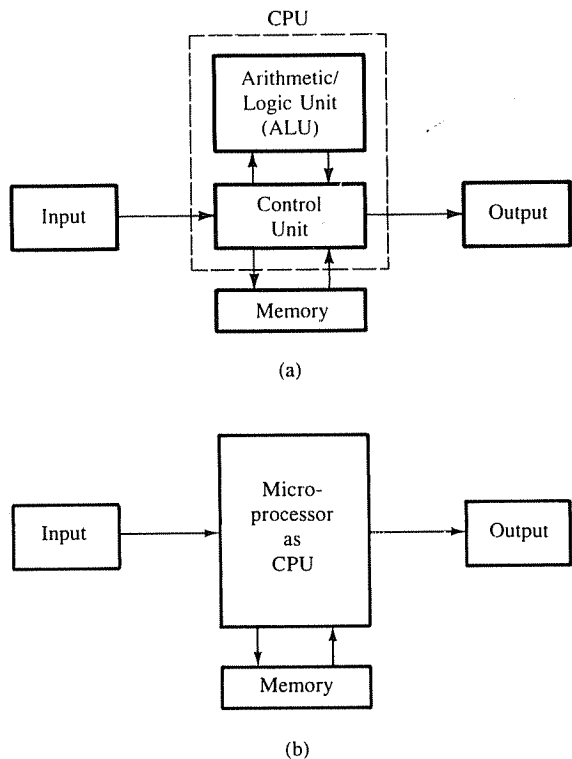 CPU
Arithmetic/
Logic Unit
(ALU)
Input
Control
Unit
Output
Memory
(a)
Micro-
processor
as
CPU
Input
Output
Memory
(b)